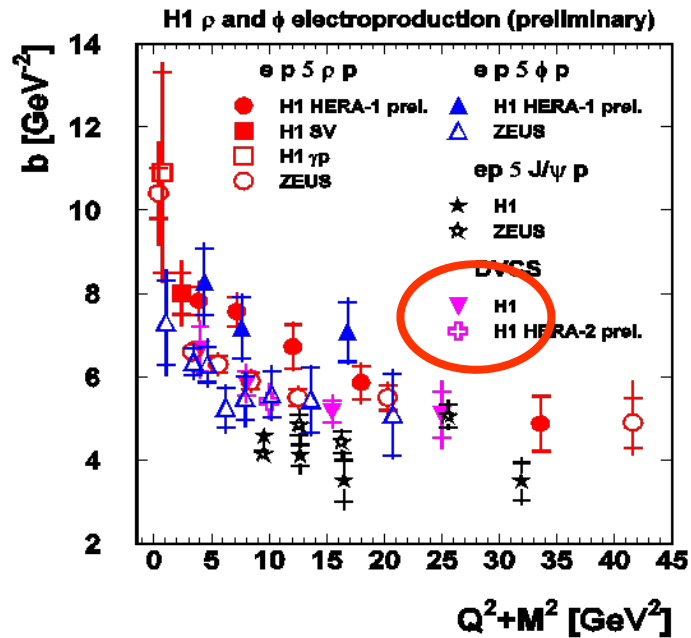 H1 ρ and ϕ electroproduction (preliminary)
b [GeV⁻²]
14
12
10
8
6
4
2
e p 5 ρ p
H1 HERA-1 prel.
H1 SV
H1 γp
ZEUS
e p 5 ϕ p
H1 HERA-1 prel.
ZEUS
ep 5 J/ψ p
H1
ZEUS
DVCS
H1
H1 HERA-2 prel.
0 5 10 15 20 25 30 35 40 45
Q²+M² [GeV²]